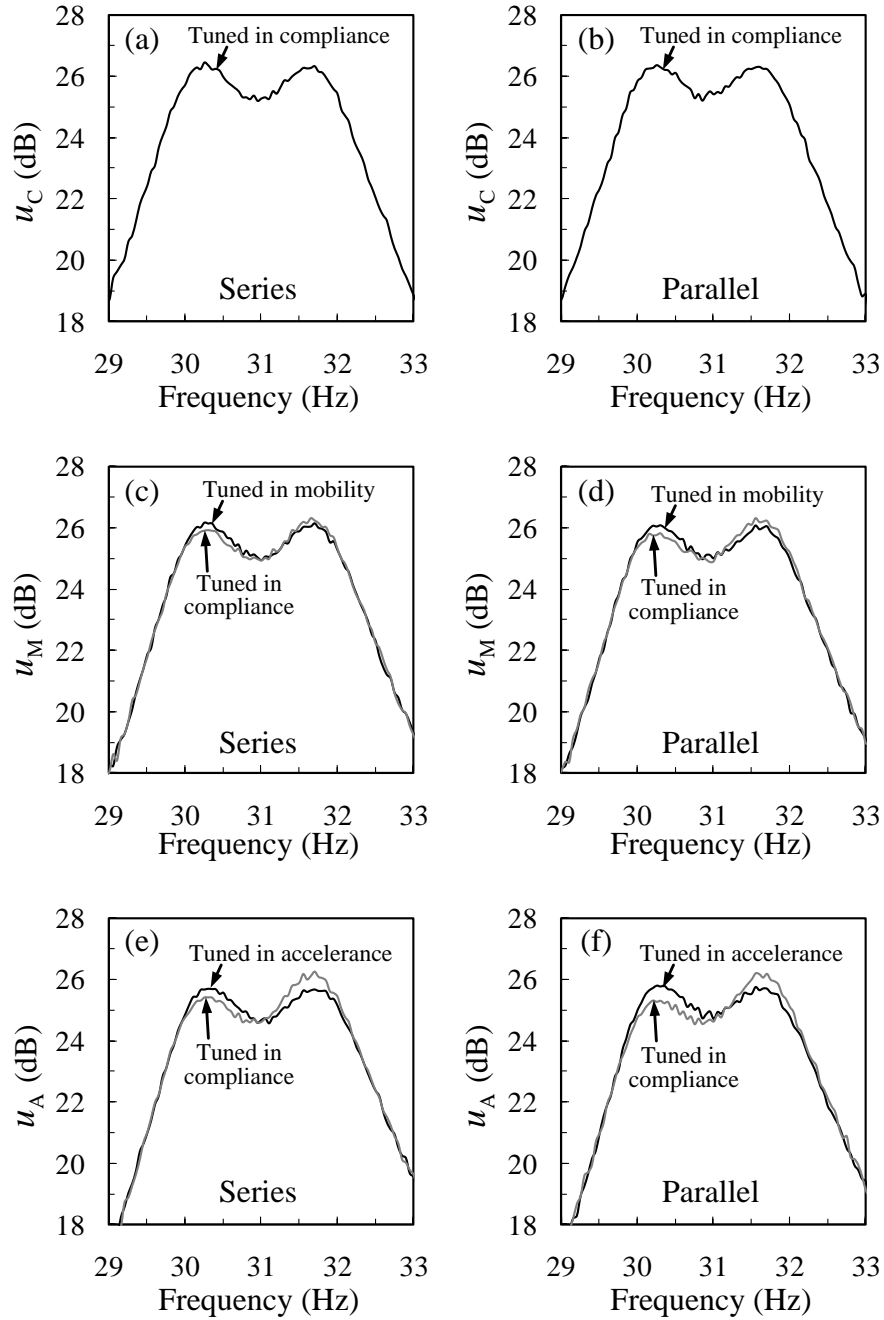 (a)
Tuned in compliance
28
26
24
22
20
18
u_C (dB)
Series
29 30 31 32 33
Frequency (Hz)
(b)
Tuned in compliance
28
26
24
22
20
18
u_C (dB)
Parallel
29 30 31 32 33
Frequency (Hz)
(c)
Tuned in mobility
Tuned in
compliance
28
26
24
22
20
18
u_M (dB)
Series
29 30 31 32 33
Frequency (Hz)
(d)
Tuned in mobility
Tuned in
compliance
28
26
24
22
20
18
u_M (dB)
Parallel
29 30 31 32 33
Frequency (Hz)
(e)
Tuned in accelerance
Tuned in
compliance
28
26
24
22
20
18
u_A (dB)
Series
29 30 31 32 33
Frequency (Hz)
(f)
Tuned in accelerance
Tuned in
compliance
28
26
24
22
20
18
u_A (dB)
Parallel
29 30 31 32 33
Frequency (Hz)